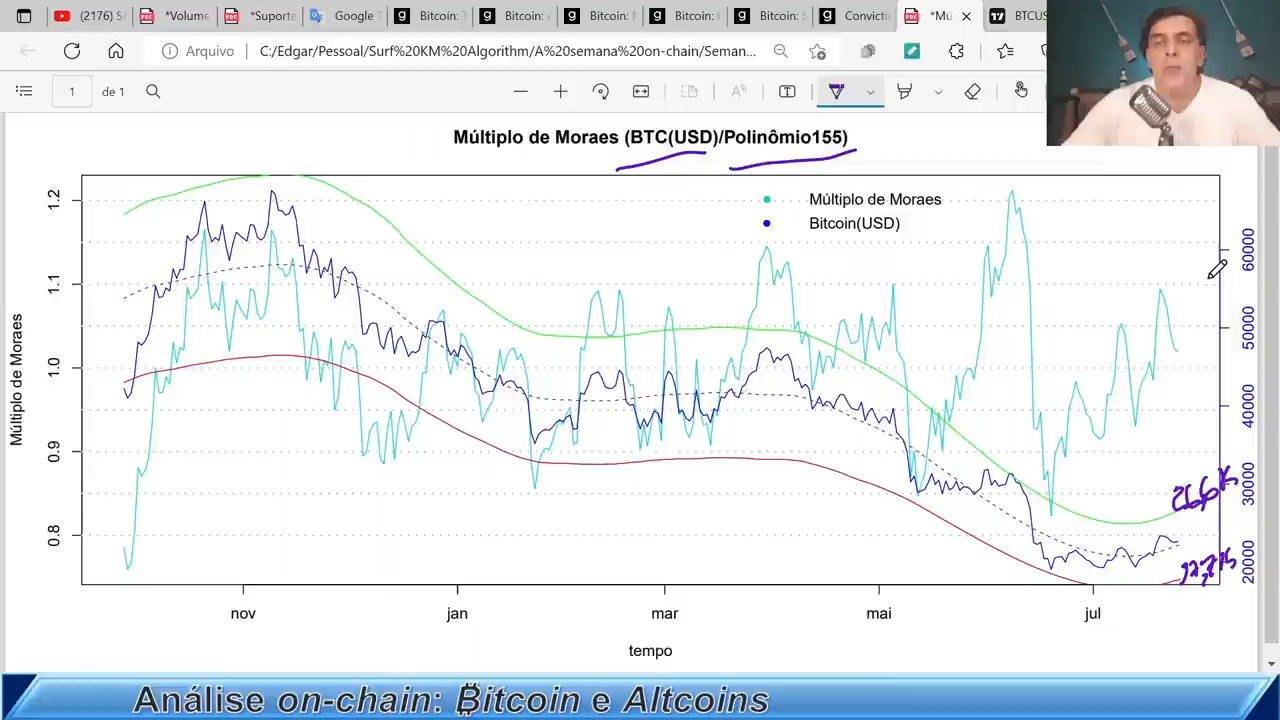 (2176) S
*Volume
*Suporte
Google T
Bitcoin: T
Bitcoin: A
Bitcoin: M
Bitcoin: R
Bitcoin: S
Convictic
*Mú
BTCUS
Arquivo
C:/Edgar/Pessoal/Surf%20KM%20Algorithm/A%20semana%20on-chain/Seman...
1
de 1
Múltiplo de Moraes (BTC(USD)/Polinômio155)
Múltiplo de Moraes
Bitcoin(USD)
Múltiplo de Moraes
1.2
1.1
1.0
0.9
0.8
60000
50000
40000
30000
20000
26,6K
nov
jan
mar
mai
jul
tempo
Análise on-chain: ₿itcoin e Altcoins